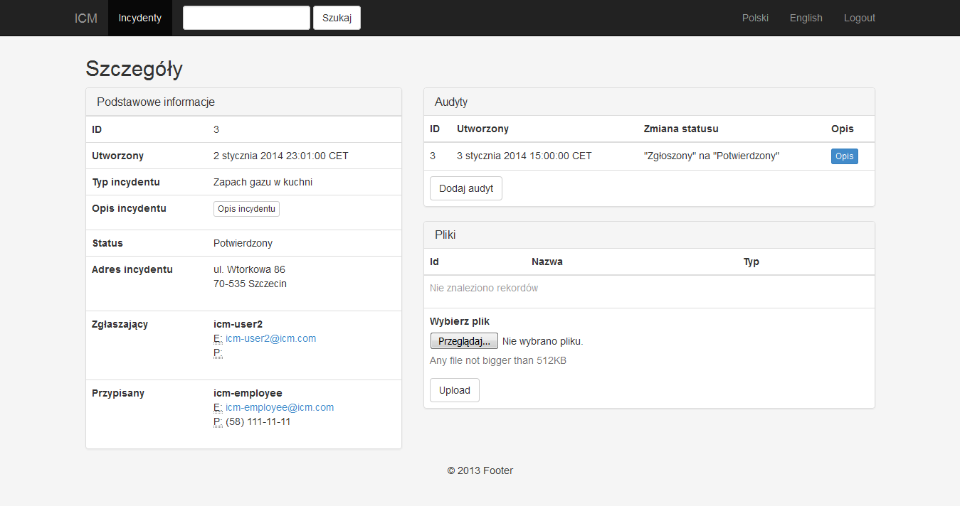 ICM Incydenty Szukaj Polski English Logout
Szczegóły
Podstawowe informacje
ID 3
Utworzony 2 stycznia 2014 23:01:00 CET
Typ incydentu Zapach gazu w kuchni
Opis incydentu Opis incydentu
Status Potwierdzony
Adres incydentu ul. Wtorkowa 86
70-535 Szczecin
Zgłaszający icm-user2
E: icm-user2@icm.com
P:
Przypisany icm-employee
E: icm-employee@icm.com
P: (58) 111-11-11
Audyty
ID Utworzony Zmiana statusu Opis
3 3 stycznia 2014 15:00:00 CET "Zgłoszony" na "Potwierdzony" Opis
Dodaj audyt
Pliki
Id Nazwa Typ
Nie znaleziono rekordów
Wybierz plik
Przeglądaj... Nie wybrano pliku.
Any file not bigger than 512KB
Upload
© 2013 Footer